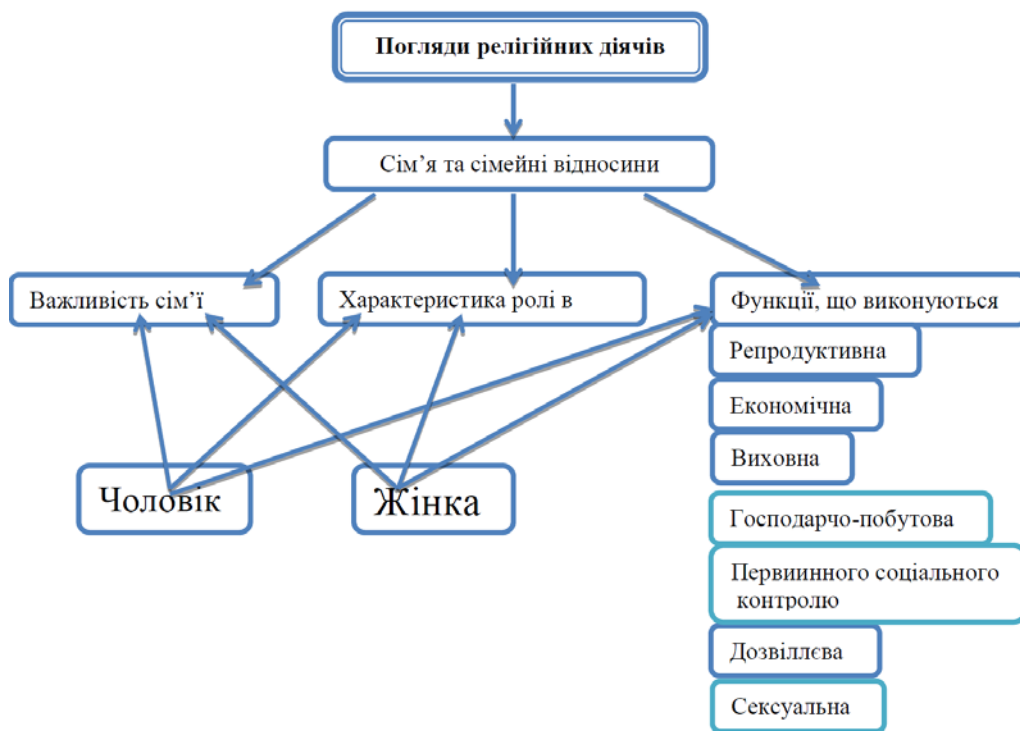 Погляди релігійних діячів
Сім’я та сімейні відносини
Важливість сім’ї
Характеристика ролі в
Функції, що виконуються
Репродуктивна
Економічна
Виховна
Чоловік
Жінка
Господарчо-побутова
Первиинного соціального
контролю
Дозвіллєва
Сексуальна